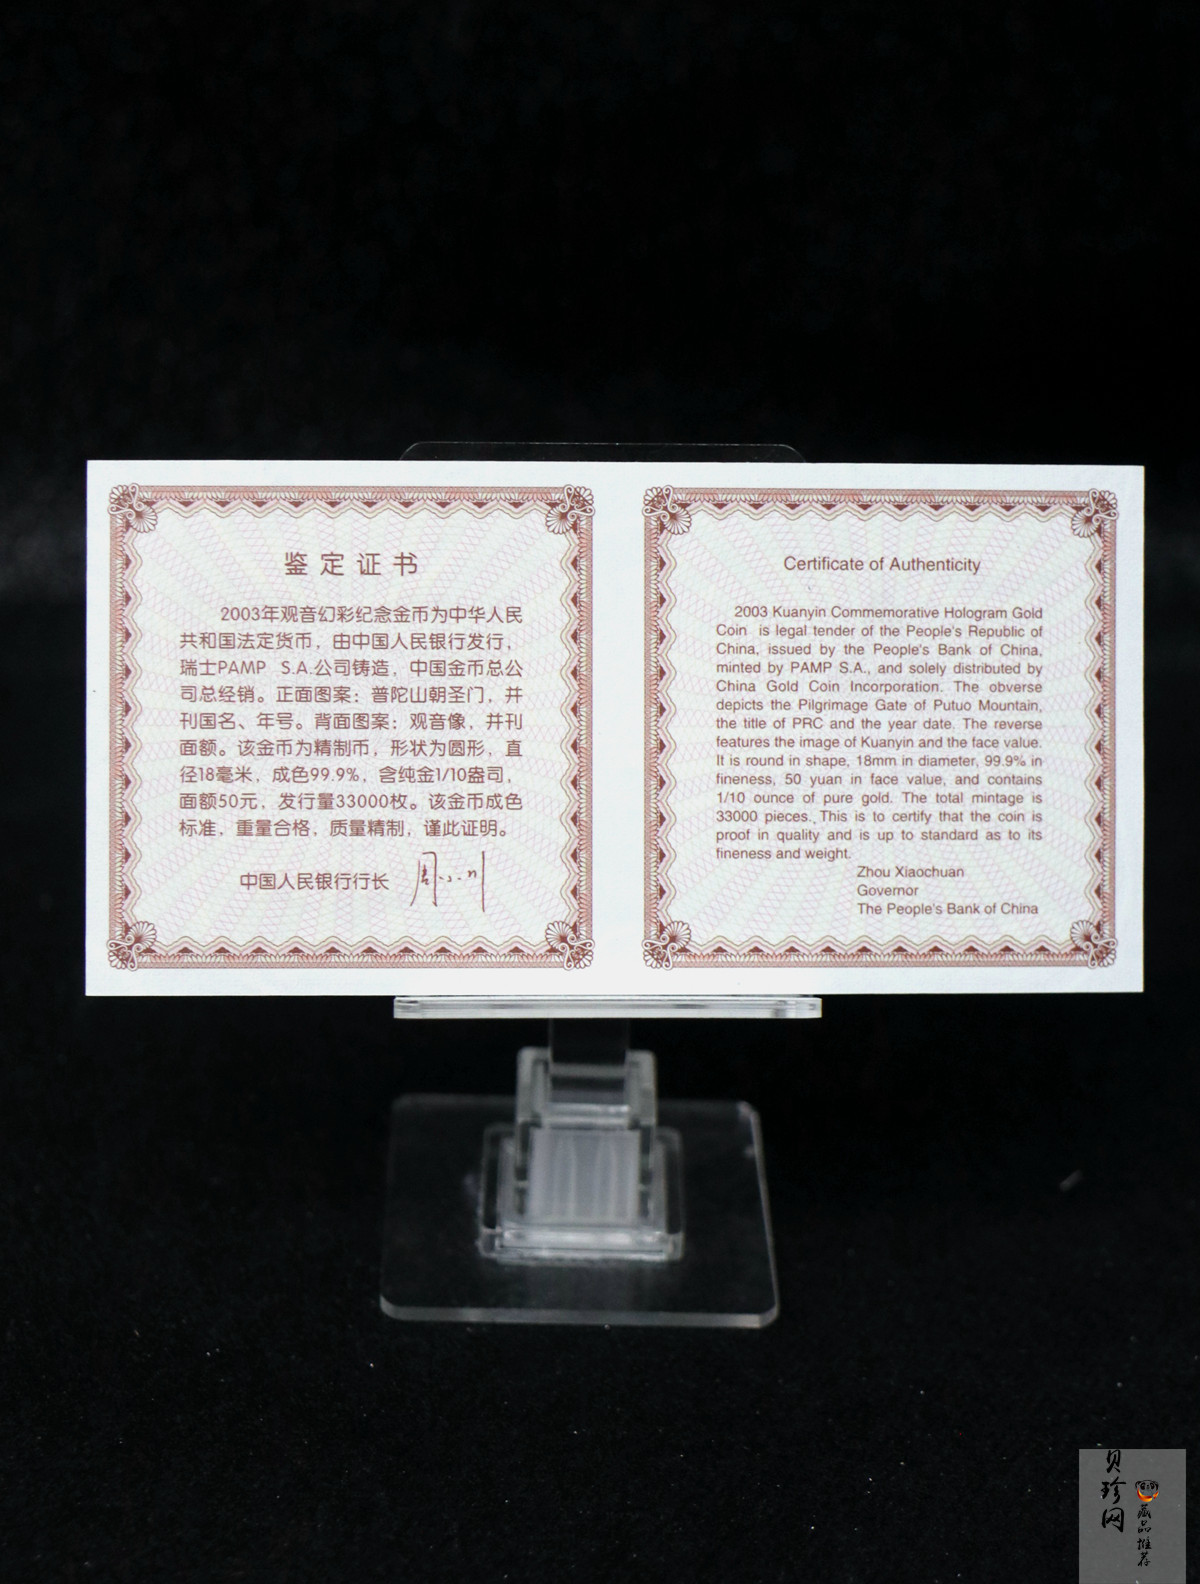 鉴定证书
2003年观音幻彩纪念金币为中华人民
共和国法定货币，由中国人民银行发行，
瑞士PAMP S.A.公司铸造，中国金币总公
司总经销。正面图案：普陀山朝圣门，并
刊国名、年号。背面图案：观音像，并刊
面额。该金币为精制币，形状为圆形，直
径18毫米，成色99.9%，含纯金1/10盎司，
面额50元，发行量33000枚。该金币成色
标准，重量合格，质量精制，谨此证明。
中国人民银行行长 周小川
Certificate of Authenticity
2003 Kuanyin Commemorative Hologram Gold
Coin is legal tender of the People's Republic of
China, issued by the People's Bank of China,
minted by PAMP S.A., and solely distributed by
China Gold Coin Incorporation. The obverse
depicts the Pilgrimage Gate of Putuo Mountain,
the title of PRC and the year date. The reverse
features the image of Kuanyin and the face value.
It is round in shape, 18mm in diameter, 99.9% in
fineness, 50 yuan in face value, and contains
1/10 ounce of pure gold. The total mintage is
33000 pieces. This is to certify that the coin is
proof in quality and is up to standard as to its
fineness and weight.
Zhou Xiaochuan
Governor
The People's Bank of China
贝珍网
藏品推荐